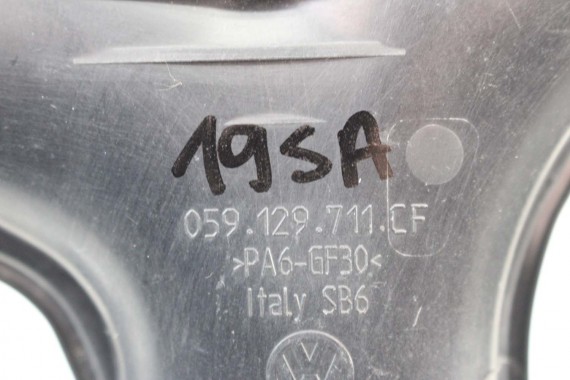 19SA
059.129.711.CF
>PA6-GF30<
Italy SB6